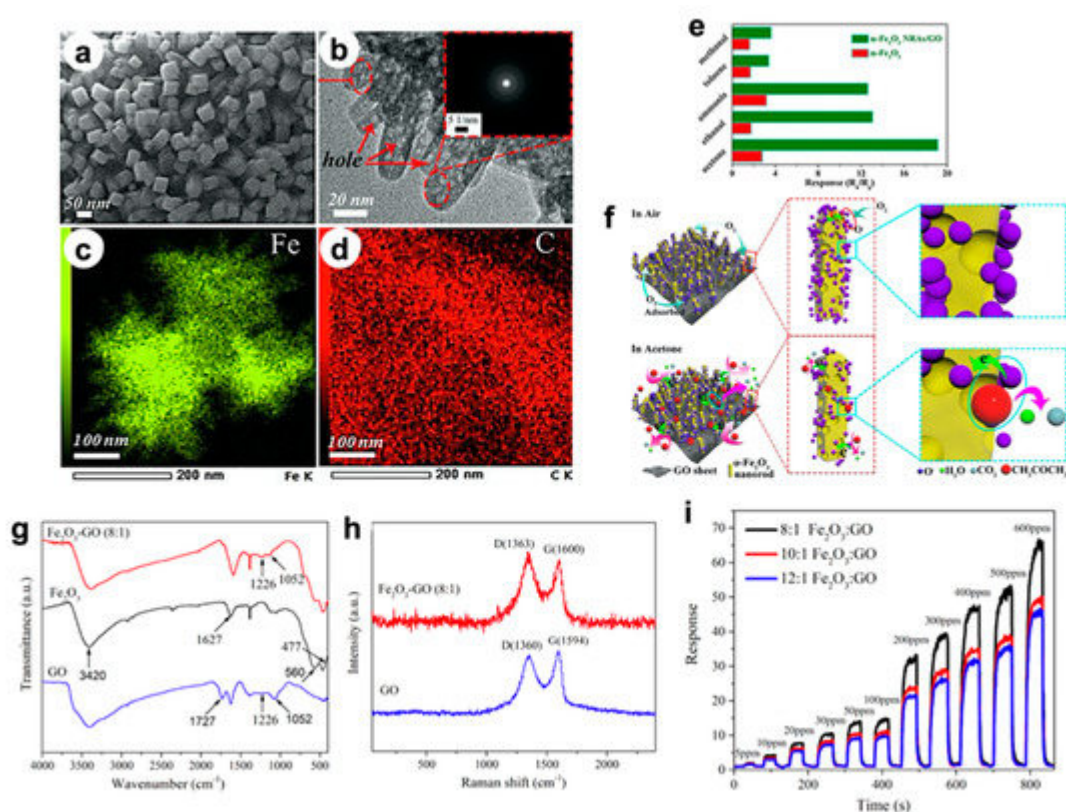 a
50 nm
b
hole
5 1/nm
20 nm
c
Fe
100 nm
200 nm
Fe K
d
C
100 nm
200 nm
C K
e
α-Fe₂O₃ NRAs/GO
α-Fe₂O₃
methanol
toluene
ammonia
ethanol
acetone
0 4 8 12 16 20
f
In Air
O₂
O₂
Adsorbed
O₂
In Acetone
e⁻
GO sheet
α-Fe₂O₃
nanorod
O⁻ H₂O CO₂ CH₃COCH₃
g
Fe₂O₃-GO (8:1)
1226
1052
Fe₂O₃
1627
477
3420
560
GO
1727
1226
1052
Transmittance (a.u.)
4000 3500 3000 2500 2000 1500 1000 500
Wavenumber (cm⁻¹)
h
D(1363)
G(1600)
Fe₂O₃-GO (8:1)
D(1360)
G(1594)
GO
Intensity (a.u.)
500 1000 1500 2000
Raman shift (cm⁻¹)
i
8:1 Fe₂O₃:GO
10:1 Fe₂O₃:GO
12:1 Fe₂O₃:GO
600ppm
500ppm
400ppm
300ppm
200ppm
100ppm
50ppm
30ppm
20ppm
10ppm
5ppm
Response
70
60
50
40
30
20
10
0
0 200 400 600 800
Time (s)